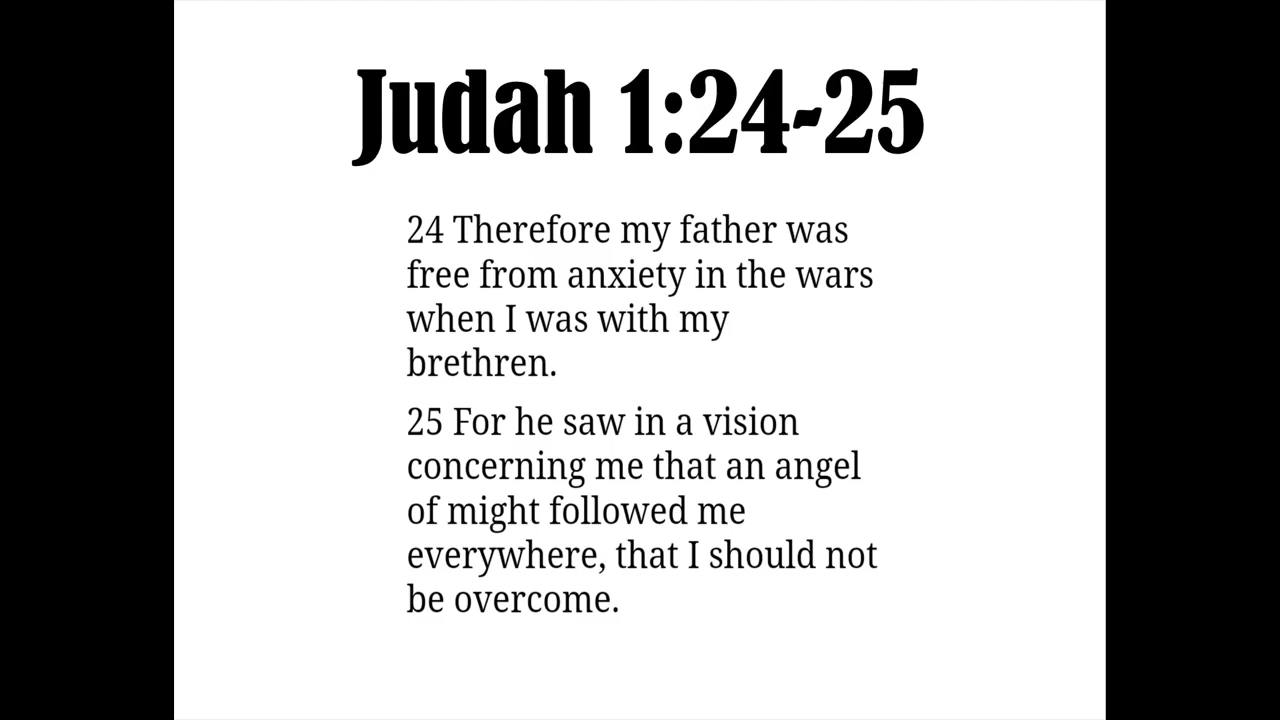 Judah 1:24-25
24 Therefore my father was
free from anxiety in the wars
when I was with my
brethren.
25 For he saw in a vision
concerning me that an angel
of might followed me
everywhere, that I should not
be overcome.